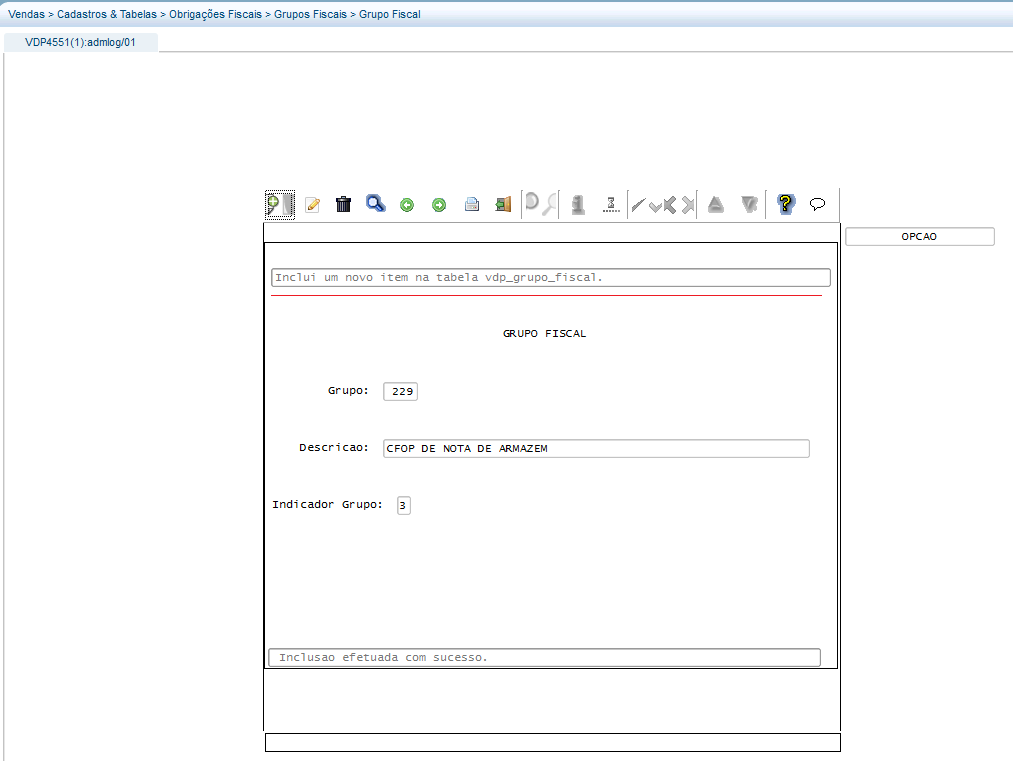 Vendas > Cadastros & Tabelas > Obrigações Fiscais > Grupos Fiscais > Grupo Fiscal
VDP4551(1):admlog/01
OPCAO
Inclui um novo item na tabela vdp_grupo_fiscal.
GRUPO FISCAL
Grupo: 229
Descricao: CFOP DE NOTA DE ARMAZEM
Indicador Grupo: 3
Inclusao efetuada com sucesso.